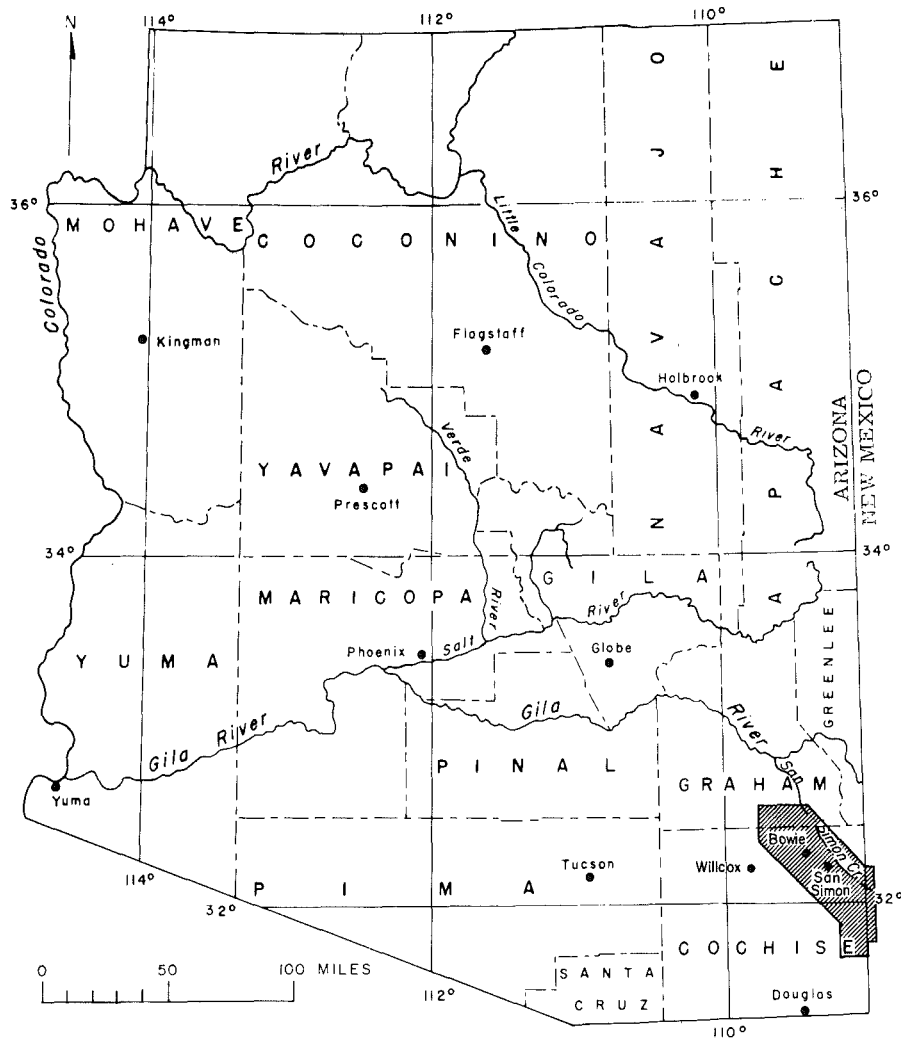 114°
112°
110°
N
36°
36°
MOHAVE
River
Colorado
COCONINO
Little
Colorado
River
NAVAJO
APACHE
Kingman
Flagstaff
Holbrook
ARIZONA
NEW MEXICO
YAVAPAI
Verde
River
Prescott
34°
34°
MARICOPA
GILA
River
Salt
Phoenix
Globe
GREENLEE
YUMA
Gila River
Gila
River
San
Simon Cr
Yuma
PINAL
GRAHAM
Bowie
Willcox
San
Simon
Tucson
PIMA
114°
32°
32°
COCHISE
SANTA
CRUZ
0 50 100 MILES
112°
Douglas
110°